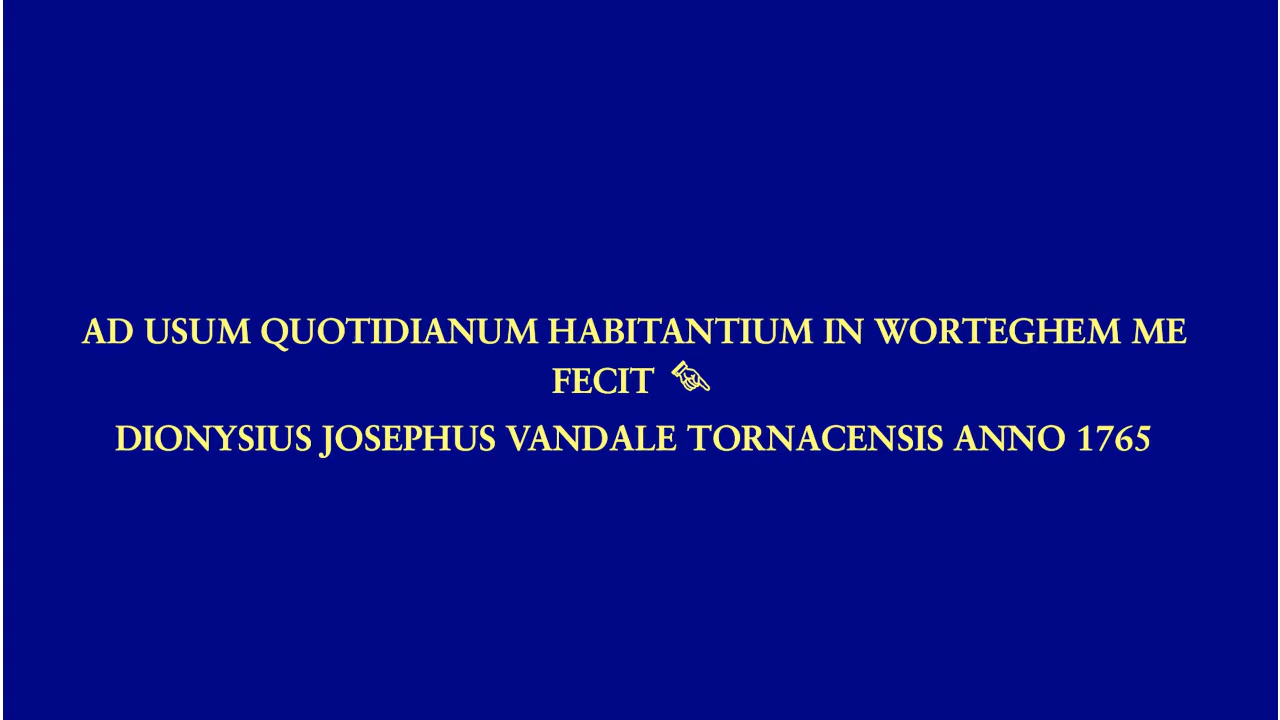 AD USUM QUOTIDIANUM HABITANTIUM IN WORTEGHEM ME
FECIT
DIONYSIUS JOSEPHUS VANDALE TORNACENSIS ANNO 1765